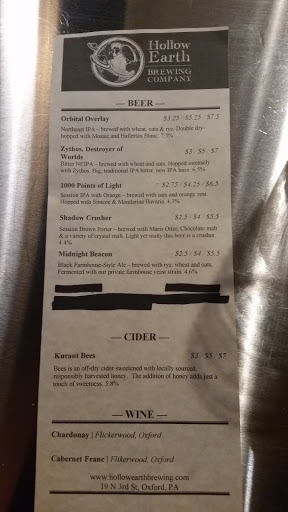 Hollow
Earth
BREWING
COMPANY
— BEER —
Orbital Overlay $3.25 / $5.25 / $7.5
Northeast IPA – brewed with wheat, oats & rye. Double dry-
hopped with Mosaic and Hallertau Blanc. 7.3%
Zythos, Destroyer of $3 / $5 / $7
Worlds
Bitter NEIPA – brewed with wheat and oats. Hopped extensively
with Zythos. Big, traditional IPA bitter, new IPA haze. 6.5%
1000 Points of Light $2.75 / $4.25 / $6.5
Session IPA with Orange – brewed with oats and orange zest.
Hopped with Simcoe & Mandarina Bavaria. 4.3%
Shadow Crusher $2.5 / $4 / $5.5
Session Brown Porter – brewed with Maris Otter, Chocolate malt
& a variety of crystal malt. Light yet malty this beer is a crusher.
4.4%
Midnight Beacon $2.5 / $4 / $5.5
Black Farmhouse-Style Ale – brewed with rye, wheat and oats.
Fermented with our private farmhouse yeast strain. 4.6%
— CIDER —
Kurant Bees $3 / $5 / $7
Bees is an off-dry cider sweetened with locally sourced,
responsibly harvested honey. The addition of honey adds just a
touch of sweetness. 5.8%
— WINE —
Chardonay | Flickerwood, Oxford
Cabernet Franc | Flikerwood, Oxford
www.hollowearthbrewing.com
19 N 3rd St, Oxford, PA